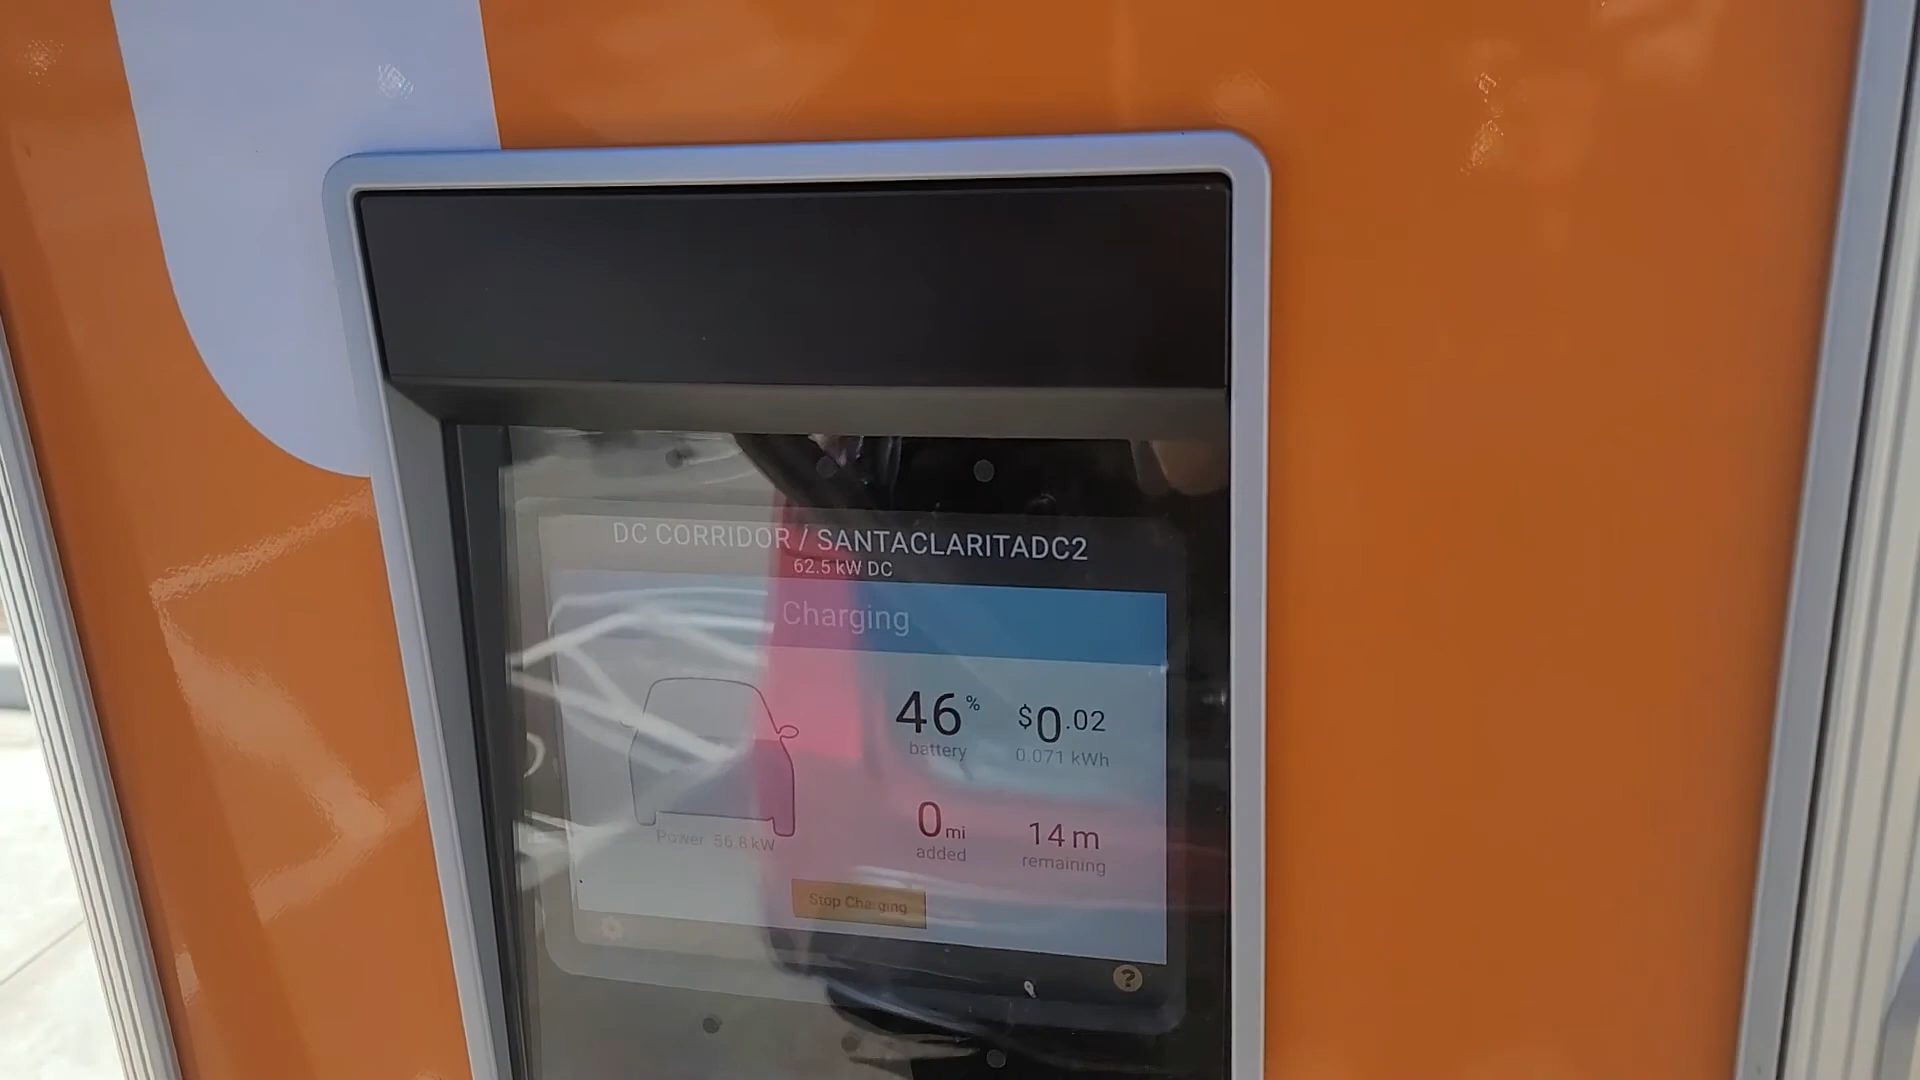 DC CORRIDOR / SANTACLARITADC2
62.5 kW DC
Charging
46 %
battery
$0.02
0.071 kWh
Power 56.8 kW
0 mi
added
14 m
remaining
Stop Charging
?